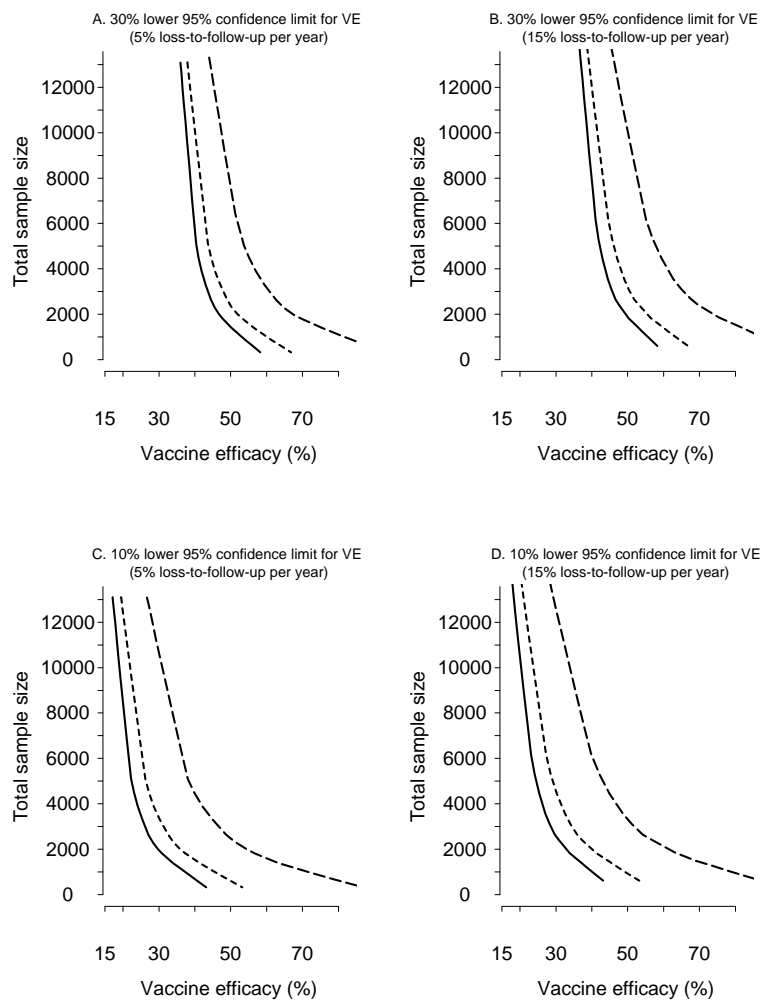 A. 30% lower 95% confidence limit for VE
(5% loss-to-follow-up per year)
12000
10000
8000
6000
4000
2000
0
Total sample size
15 30 50 70
Vaccine efficacy (%)
B. 30% lower 95% confidence limit for VE
(15% loss-to-follow-up per year)
12000
10000
8000
6000
4000
2000
0
Total sample size
15 30 50 70
Vaccine efficacy (%)
C. 10% lower 95% confidence limit for VE
(5% loss-to-follow-up per year)
12000
10000
8000
6000
4000
2000
0
Total sample size
15 30 50 70
Vaccine efficacy (%)
D. 10% lower 95% confidence limit for VE
(15% loss-to-follow-up per year)
12000
10000
8000
6000
4000
2000
0
Total sample size
15 30 50 70
Vaccine efficacy (%)